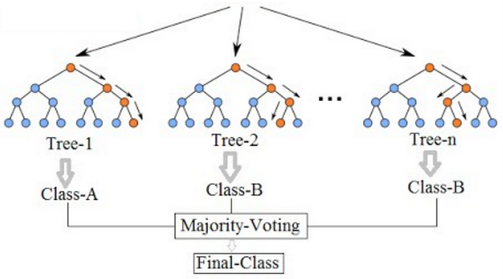 ...
Tree-1
Tree-2
Tree-n
Class-A
Class-B
Class-B
Majority-Voting
Final-Class